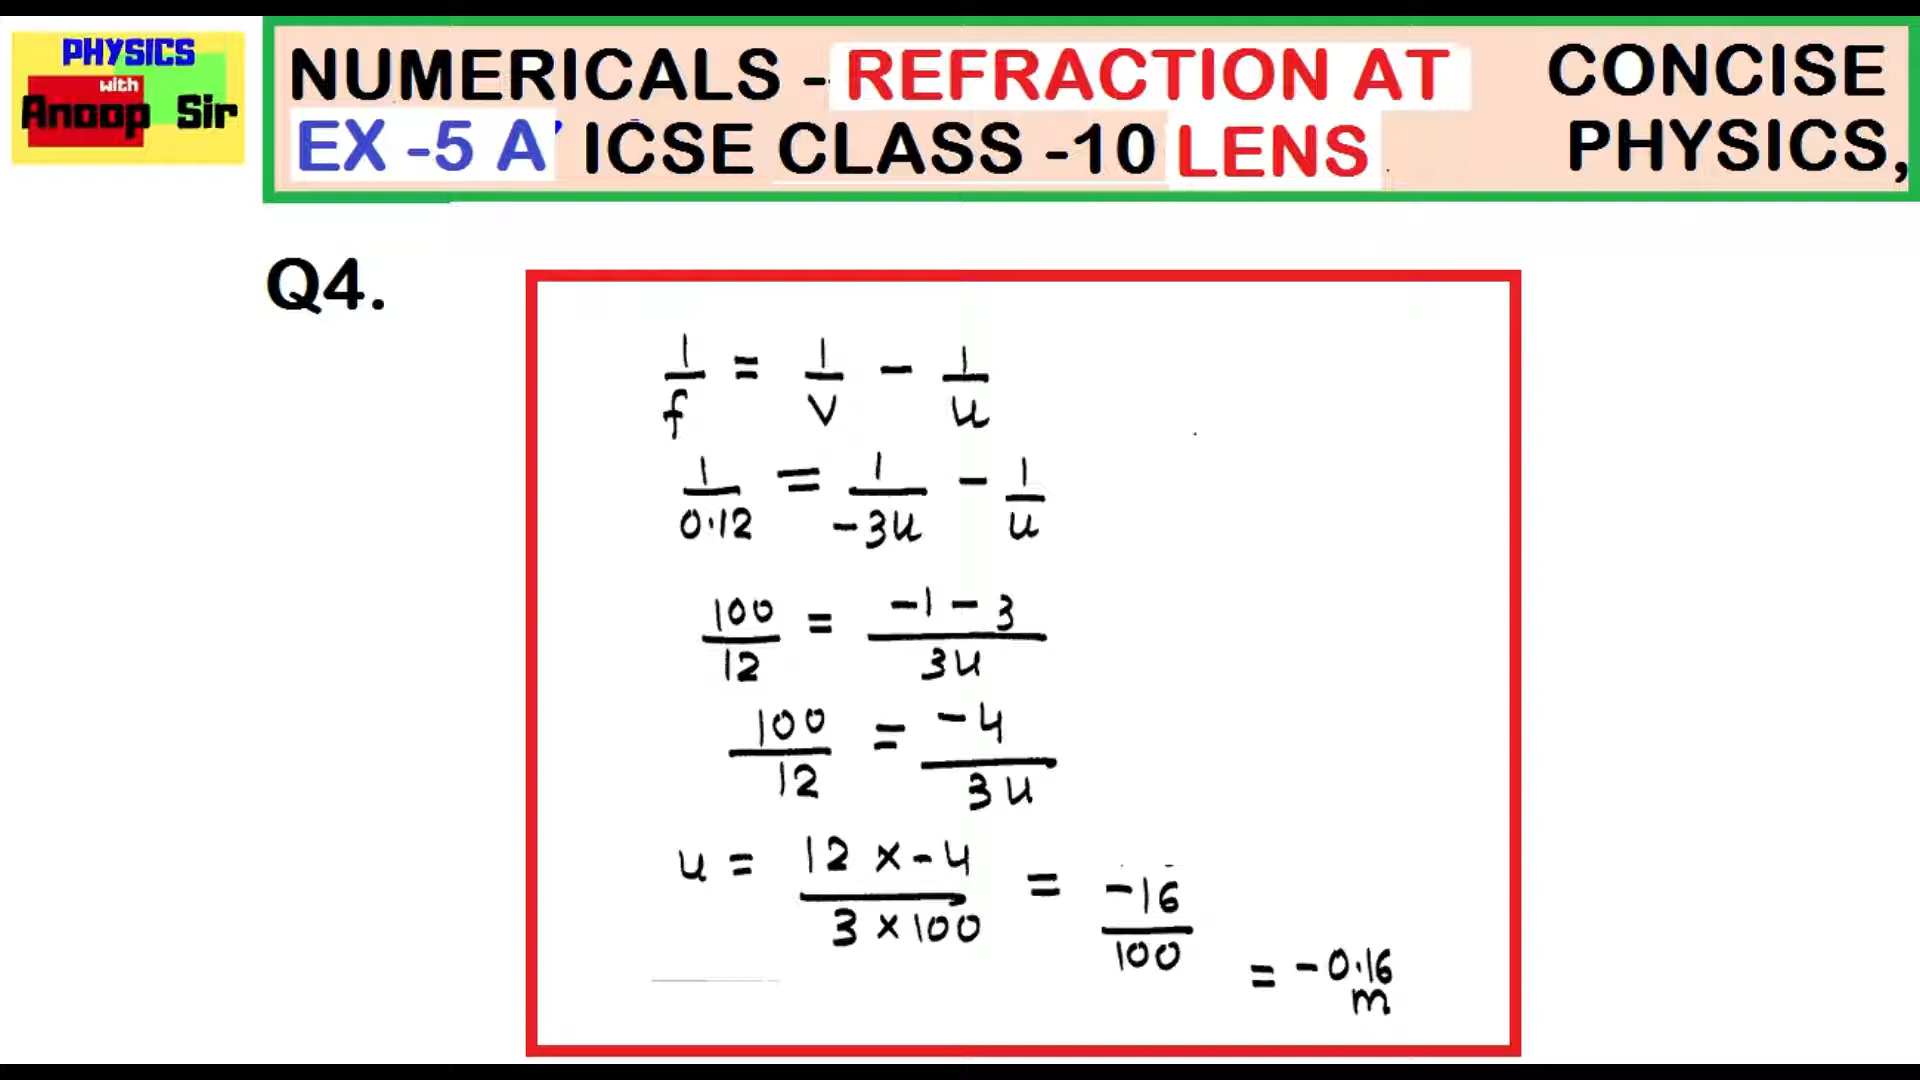 PHYSICS
with
Anoop Sir
NUMERICALS - REFRACTION AT CONCISE
EX -5 A' ICSE CLASS -10 LENS PHYSICS,
Q4.
1/f = 1/v - 1/u
1/0.12 = 1/-3u - 1/u
100/12 = -1 - 3/3u
100/12 = -4/3u
u = 12 × -4/3 × 100 = -16/100
= -0.16
m